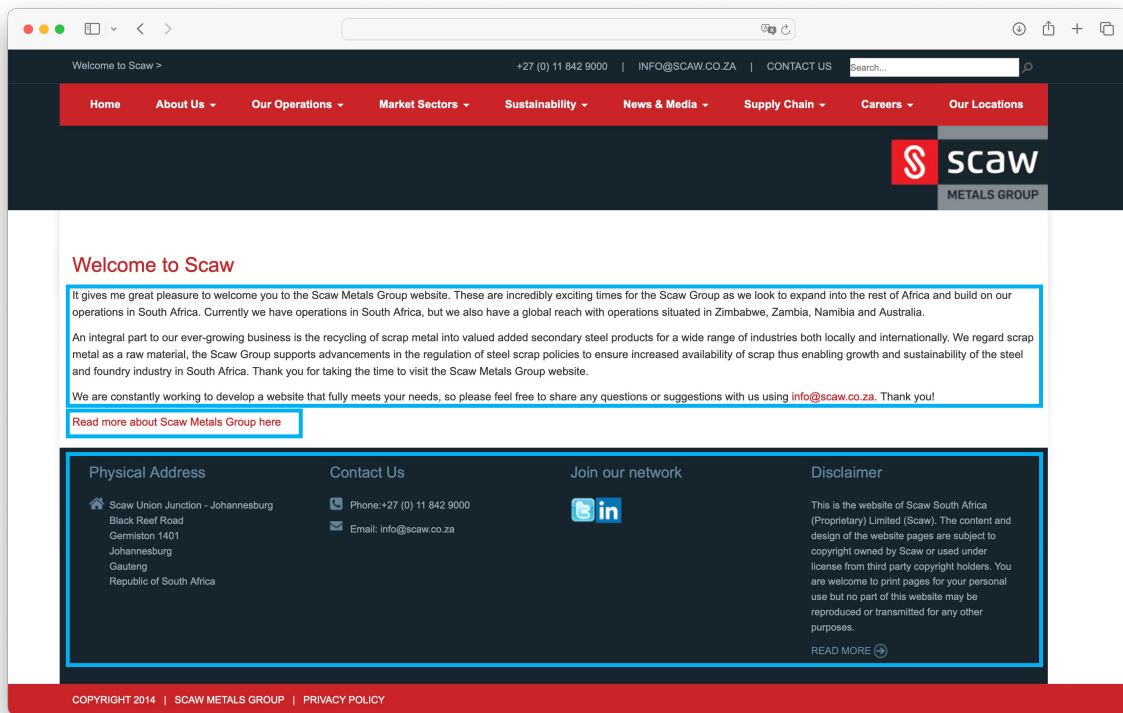 Welcome to Scaw >
+27 (0) 11 842 9000 | INFO@SCAW.CO.ZA | CONTACT US
Search...
Home About Us Our Operations Market Sectors Sustainability News & Media Supply Chain Careers Our Locations
scaw
METALS GROUP
Welcome to Scaw
It gives me great pleasure to welcome you to the Scaw Metals Group website. These are incredibly exciting times for the Scaw Group as we look to expand into the rest of Africa and build on our
operations in South Africa. Currently we have operations in South Africa, but we also have a global reach with operations situated in Zimbabwe, Zambia, Namibia and Australia.
An integral part to our ever-growing business is the recycling of scrap metal into valued added secondary steel products for a wide range of industries both locally and internationally. We regard scrap
metal as a raw material, the Scaw Group supports advancements in the regulation of steel scrap policies to ensure increased availability of scrap thus enabling growth and sustainability of the steel
and foundry industry in South Africa. Thank you for taking the time to visit the Scaw Metals Group website.
We are constantly working to develop a website that fully meets your needs, so please feel free to share any questions or suggestions with us using info@scaw.co.za. Thank you!
Read more about Scaw Metals Group here
Physical Address
Scaw Union Junction - Johannesburg
Black Reef Road
Germiston 1401
Johannesburg
Gauteng
Republic of South Africa
Contact Us
Phone:+27 (0) 11 842 9000
Email: info@scaw.co.za
Join our network
in
Disclaimer
This is the website of Scaw South Africa
(Proprietary) Limited (Scaw). The content and
design of the website pages are subject to
copyright owned by Scaw or used under
license from third party copyright holders. You
are welcome to print pages for your personal
use but no part of this website may be
reproduced or transmitted for any other
purposes.
READ MORE
COPYRIGHT 2014 | SCAW METALS GROUP | PRIVACY POLICY